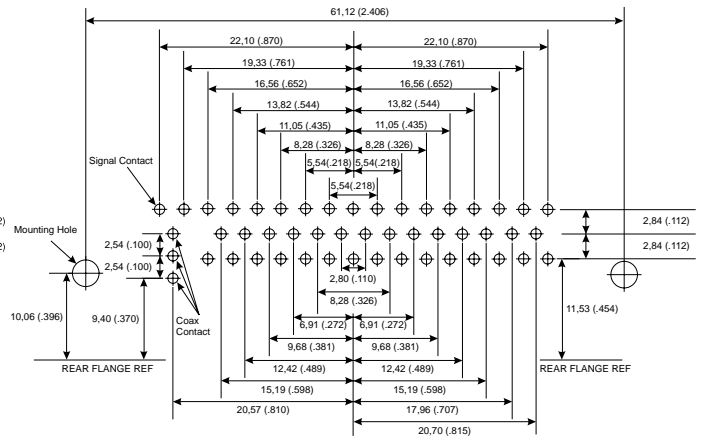 61,12 (2.406)
22,10 (.870) 22,10 (.870)
19,33 (.761) 19,33 (.761)
16,56 (.652) 16,56 (.652)
13,82 (.544) 13,82 (.544)
11,05 (.435) 11,05 (.435)
8,28 (.326) 8,28 (.326)
5,54(.218) 5,54(.218)
5,54(.218)
Signal Contact
Mounting Hole
2,84 (.112)
2,54 (.100)
2,84 (.112)
2,54 (.100)
2,80 (.110)
8,28 (.326)
10,06 (.396)
9,40 (.370)
Coax
Contact
11,53 (.454)
6,91 (.272) 6,91 (.272)
9,68 (.381) 9,68 (.381)
REAR FLANGE REF
12,42 (.489) 12,42 (.489)
REAR FLANGE REF
15,19 (.598) 15,19 (.598)
20,57 (.810) 17,96 (.707)
20,70 (.815)